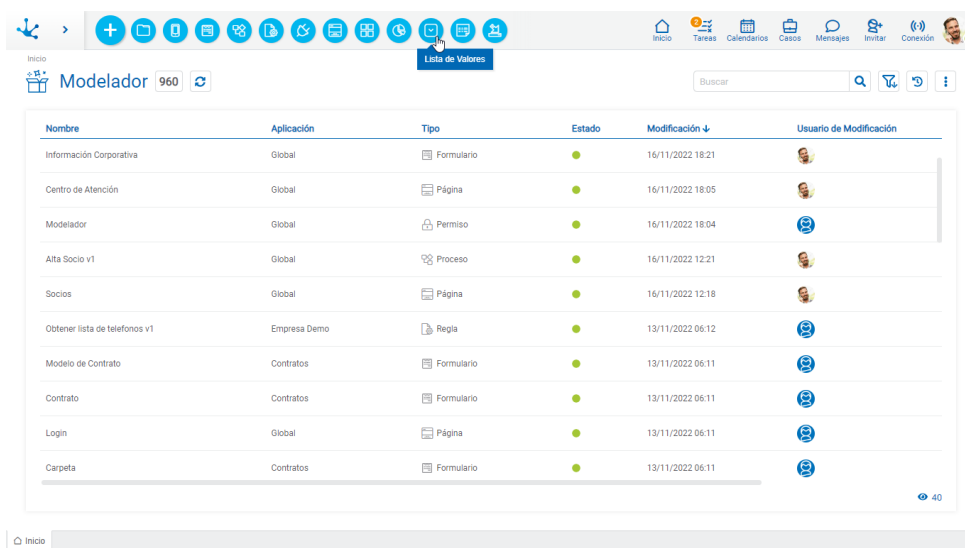 2
Inicio Tareas Calendarios Casos Mensajes Invitar Conexión
Lista de Valores
Inicio
Modelador 960 Buscar
Nombre Aplicación Tipo Estado Modificación Usuario de Modificación
Información Corporativa Global Formulario 16/11/2022 18:21
Centro de Atención Global Página 16/11/2022 18:05
Modelador Global Permiso 16/11/2022 18:04
Alta Socio v1 Global Proceso 16/11/2022 12:21
Socios Global Página 16/11/2022 12:18
Obtener lista de telefonos v1 Empresa Demo Regla 13/11/2022 06:12
Modelo de Contrato Contratos Formulario 13/11/2022 06:11
Contrato Contratos Formulario 13/11/2022 06:11
Login Global Página 13/11/2022 06:11
Carpeta Contratos Formulario 13/11/2022 06:11
40
Inicio